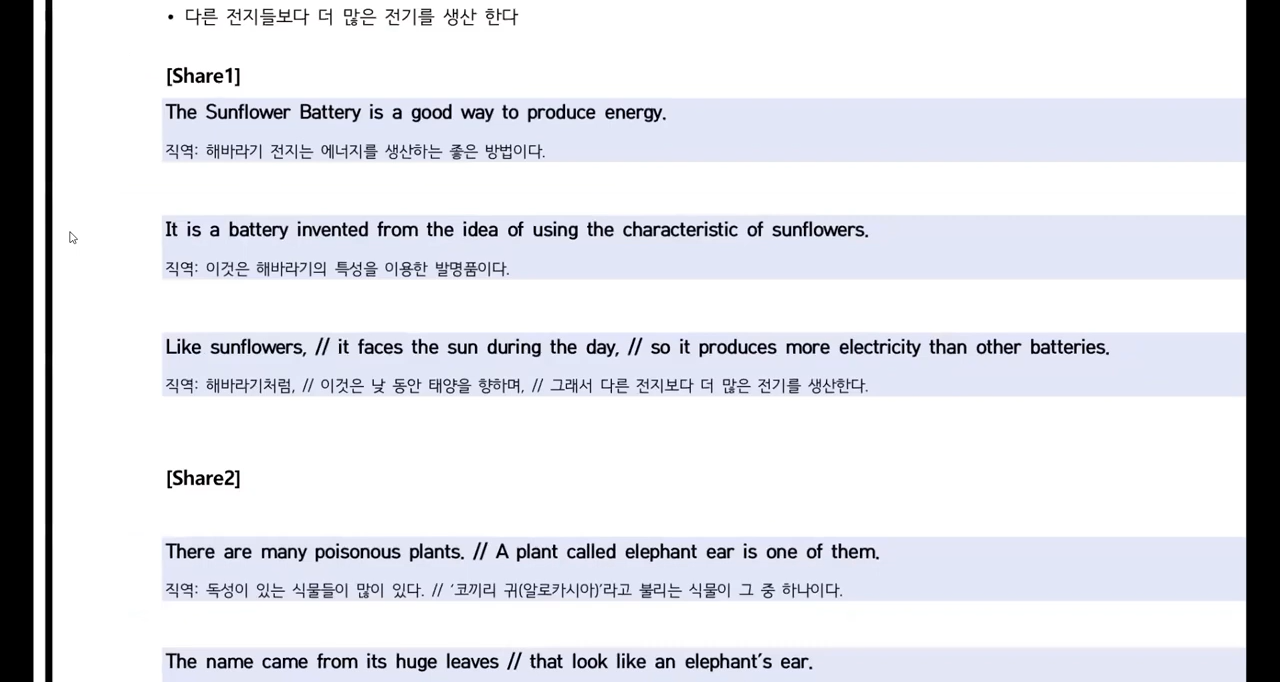 • 다른 전지들보다 더 많은 전기를 생산 한다
[Share1]
The Sunflower Battery is a good way to produce energy.
직역: 해바라기 전지는 에너지를 생산하는 좋은 방법이다.
It is a battery invented from the idea of using the characteristic of sunflowers.
직역: 이것은 해바라기의 특성을 이용한 발명품이다.
Like sunflowers, // it faces the sun during the day, // so it produces more electricity than other batteries.
직역: 해바라기처럼, // 이것은 낮 동안 태양을 향하며, // 그래서 다른 전지보다 더 많은 전기를 생산한다.
[Share2]
There are many poisonous plants. // A plant called elephant ear is one of them.
직역: 독성이 있는 식물들이 많이 있다. // ‘코끼리 귀(알로카시아)’라고 불리는 식물이 그 중 하나이다.
The name came from its huge leaves // that look like an elephant’s ear.